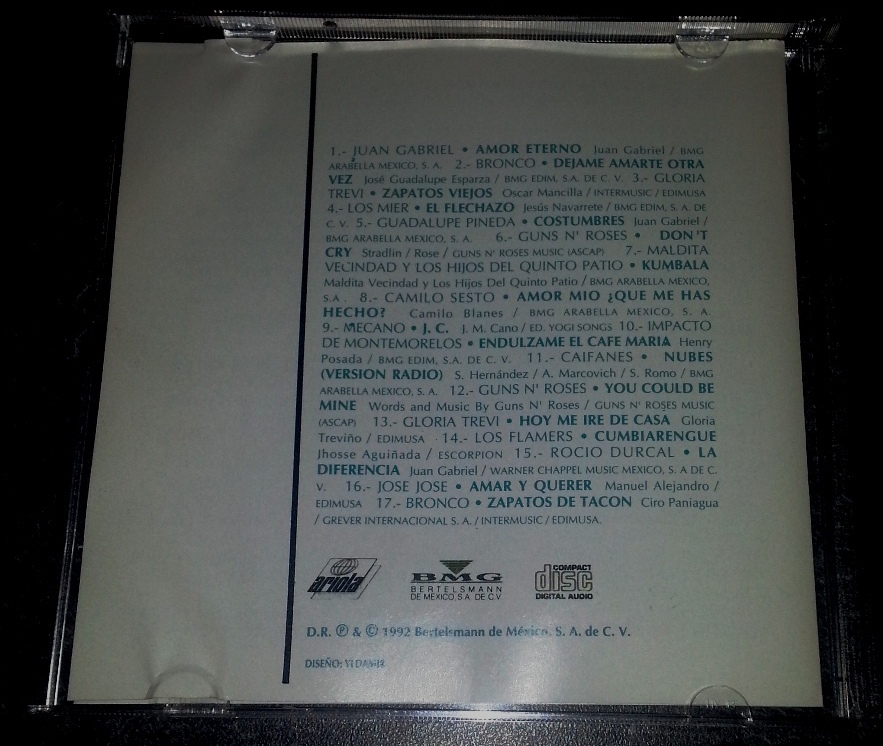 1.- JUAN GABRIEL • AMOR ETERNO Juan Gabriel / BMG
ARABELLA MEXICO, S. A. 2.- BRONCO • DEJAME AMARTE OTRA
VEZ José Guadalupe Esparza / BMG EDIM, S.A. DE C. V. 3.- GLORIA
TREVI • ZAPATOS VIEJOS Oscar Mancilla / INTERMUSIC / EDIMUSA
4.- LOS MIER • EL FLECHAZO Jesús Navarrete / BMG EDIM, S.A. DE
C. V. 5.- GUADALUPE PINEDA • COSTUMBRES Juan Gabriel /
BMG ARABELLA MEXICO, S. A. 6.- GUNS N' ROSES • DON'T
CRY Stradlin / Rose / GUNS N' ROSES MUSIC (ASCAP) 7.- MALDITA
VECINDAD Y LOS HIJOS DEL QUINTO PATIO • KUMBALA
Maldita Vecindad y Los Hijos Del Quinto Patio / BMG ARABELLA MEXICO,
S.A. 8.- CAMILO SESTO • AMOR MIO ¿QUE ME HAS
HECHO? Camilo Blanes / BMG ARABELLA MEXICO, S. A.
9.- MECANO • J. C. J. M. Cano / ED. YOGI SONGS 10.- IMPACTO
DE MONTEMORELOS • ENDULZAME EL CAFE MARIA Henry
Posada / BMG EDIM, S.A. DE C. V. 11.- CAIFANES • NUBES
(VERSION RADIO) S. Hernández / A. Marcovich / S. Romo / BMG
ARABELLA MEXICO, S. A. 12.- GUNS N' ROSES • YOU COULD BE
MINE Words and Music By Guns N' Roses / GUNS N' ROSES MUSIC
(ASCAP) 13.- GLORIA TREVI • HOY ME IRE DE CASA Gloria
Treviño / EDIMUSA 14.- LOS FLAMERS • CUMBIARENGUE
Jhosse Aguiñada / ESCORPION 15.- ROCIO DURCAL • LA
DIFERENCIA Juan Gabriel / WARNER CHAPPEL MUSIC MEXICO, S. A DE C.
V. 16.- JOSE JOSE • AMAR Y QUERER Manuel Alejandro /
EDIMUSA 17.- BRONCO • ZAPATOS DE TACON Ciro Paniagua
/ GREVER INTERNACIONAL S. A. / INTERMUSIC / EDIMUSA.
ariola
BMG
BERTELSMANN
DE MEXICO, S.A. DE C.V
COMPACT
disc
DIGITAL AUDIO
D.R. ℗ & © 1992 Bertelsmann de México, S. A. de C. V.
DISEÑO: